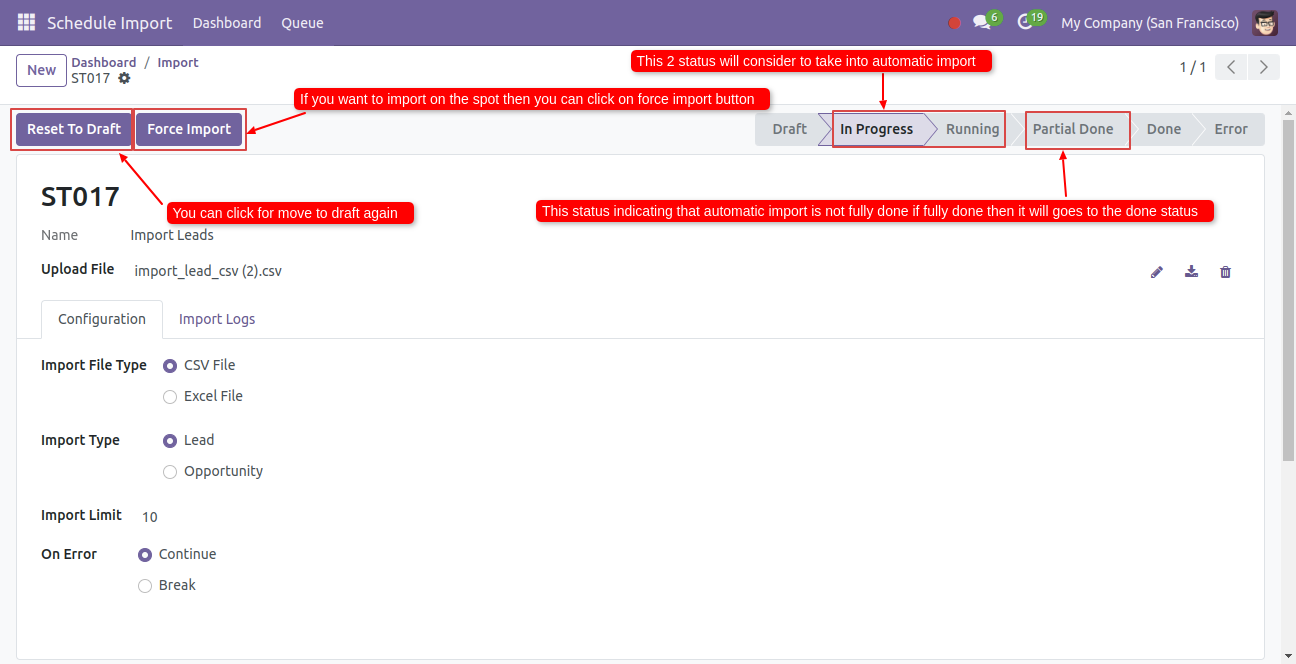 Schedule Import Dashboard Queue 6 19 My Company (San Francisco)
New Dashboard / Import
ST017
This 2 status will consider to take into automatic import
1 / 1
If you want to import on the spot then you can click on force import button
Reset To Draft Force Import Draft In Progress Running Partial Done Done Error
ST017
You can click for move to draft again
This status indicating that automatic import is not fully done if fully done then it will goes to the done status
Name Import Leads
Upload File import_lead_csv (2).csv
Configuration Import Logs
Import File Type CSV File
Excel File
Import Type Lead
Opportunity
Import Limit 10
On Error Continue
Break